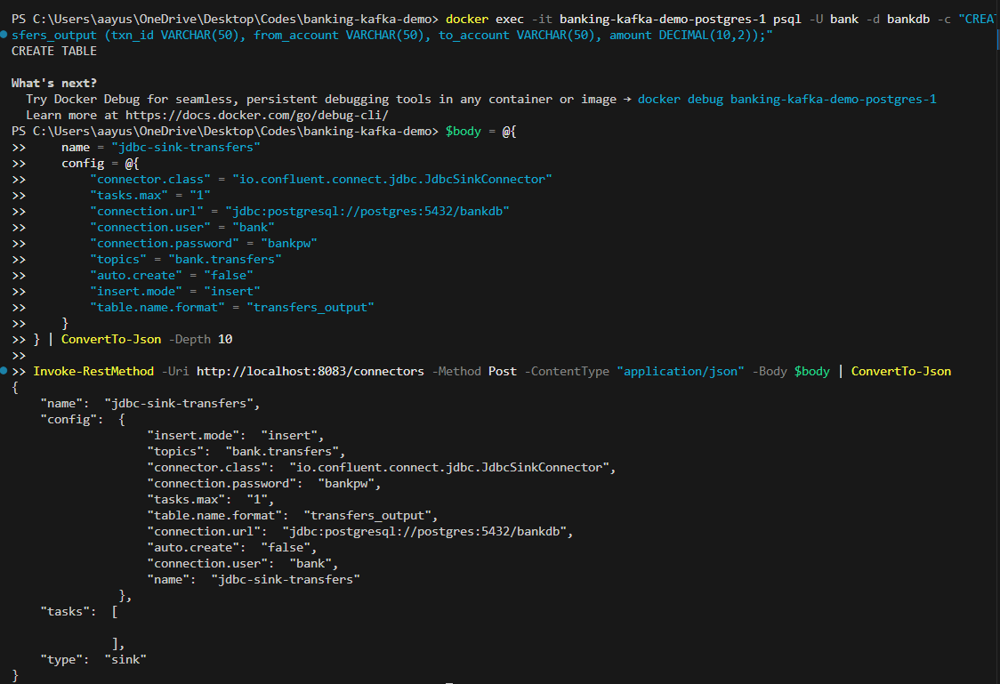 PS C:\Users\aayus\OneDrive\Desktop\Codes\banking-kafka-demo> docker exec -it banking-kafka-demo-postgres-1 psql -U bank -d bankdb -c "CREAT
sfers_output (txn_id VARCHAR(50), from_account VARCHAR(50), to_account VARCHAR(50), amount DECIMAL(10,2));"
CREATE TABLE
What's next?
  Try Docker Debug for seamless, persistent debugging tools in any container or image → docker debug banking-kafka-demo-postgres-1
  Learn more at https://docs.docker.com/go/debug-cli/
PS C:\Users\aayus\OneDrive\Desktop\Codes\banking-kafka-demo> $body = @{
>>     name = "jdbc-sink-transfers"
>>     config = @{
>>         "connector.class" = "io.confluent.connect.jdbc.JdbcSinkConnector"
>>         "tasks.max" = "1"
>>         "connection.url" = "jdbc:postgresql://postgres:5432/bankdb"
>>         "connection.user" = "bank"
>>         "connection.password" = "bankpw"
>>         "topics" = "bank.transfers"
>>         "auto.create" = "false"
>>         "insert.mode" = "insert"
>>         "table.name.format" = "transfers_output"
>>     }
>> } | ConvertTo-Json -Depth 10
>>
>> Invoke-RestMethod -Uri http://localhost:8083/connectors -Method Post -ContentType "application/json" -Body $body | ConvertTo-Json
{
    "name":  "jdbc-sink-transfers",
    "config":  {
                   "insert.mode":  "insert",
                   "topics":  "bank.transfers",
                   "connector.class":  "io.confluent.connect.jdbc.JdbcSinkConnector",
                   "connection.password":  "bankpw",
                   "tasks.max":  "1",
                   "table.name.format":  "transfers_output",
                   "connection.url":  "jdbc:postgresql://postgres:5432/bankdb",
                   "auto.create":  "false",
                   "connection.user":  "bank",
                   "name":  "jdbc-sink-transfers"
               },
    "tasks":  [
              ],
    "type":  "sink"
}